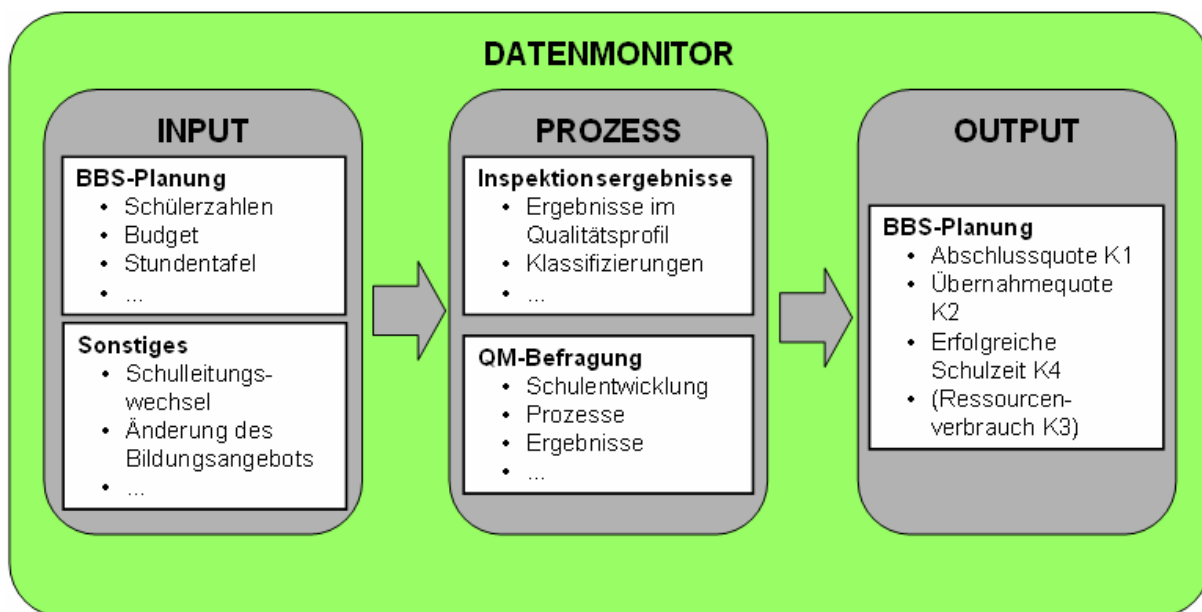 DATENMONITOR
INPUT
BBS-Planung
• Schülerzahlen
• Budget
• Stundentafel
• ...
Sonstiges
• Schulleitungs-
wechsel
• Änderung des
Bildungsangebots
• ...
PROZESS
Inspektionsergebnisse
• Ergebnisse im
Qualitätsprofil
• Klassifizierungen
• ...
QM-Befragung
• Schulentwicklung
• Prozesse
• Ergebnisse
• ...
OUTPUT
BBS-Planung
• Abschlussquote K1
• Übernahmequote
K2
• Erfolgreiche
Schulzeit K4
• (Ressourcen-
verbrauch K3)